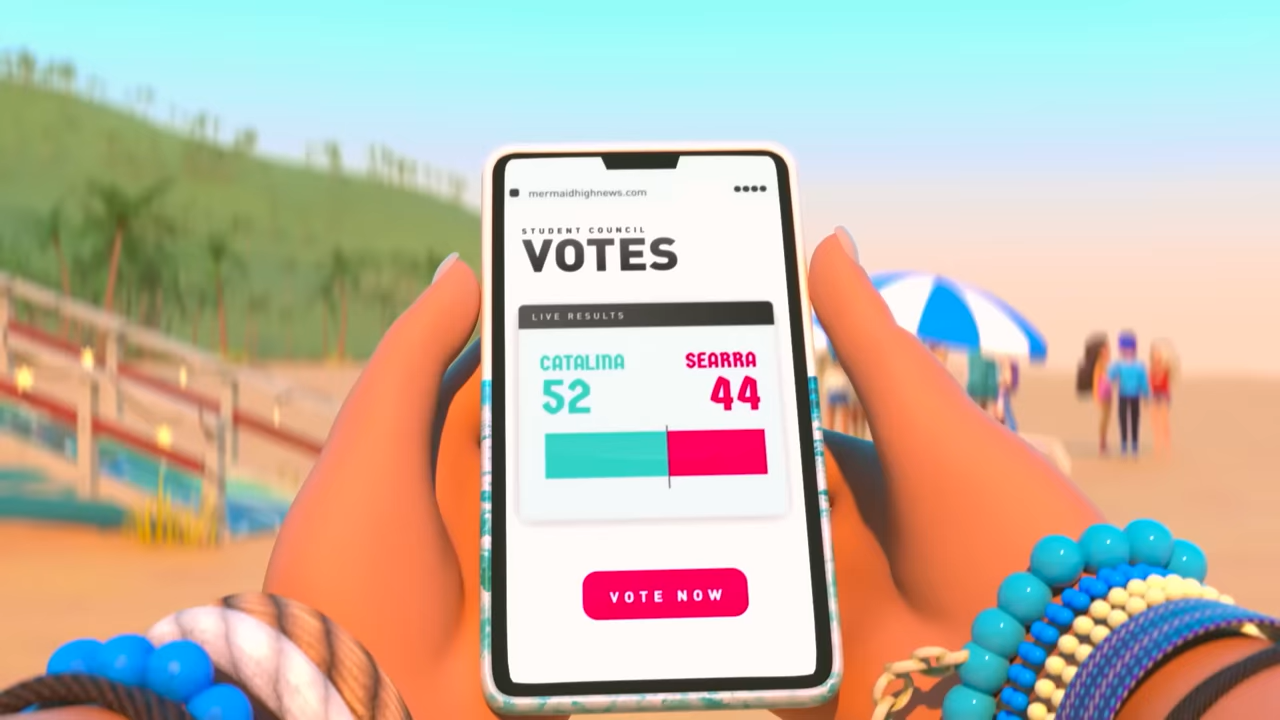 mermaidhighnews.com
STUDENT COUNCIL
VOTES
LIVE RESULTS
CATALINA SEARRA
52 44
VOTE NOW